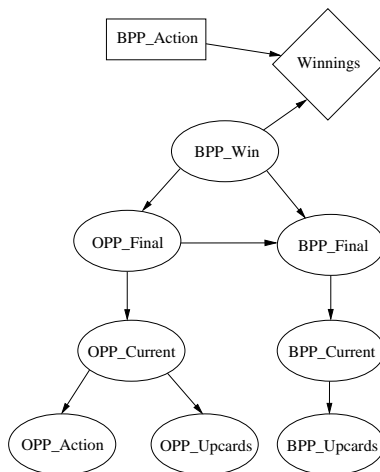 BPP_Action
Winnings
BPP_Win
OPP_Final
BPP_Final
OPP_Current
BPP_Current
OPP_Action
OPP_Upcards
BPP_Upcards